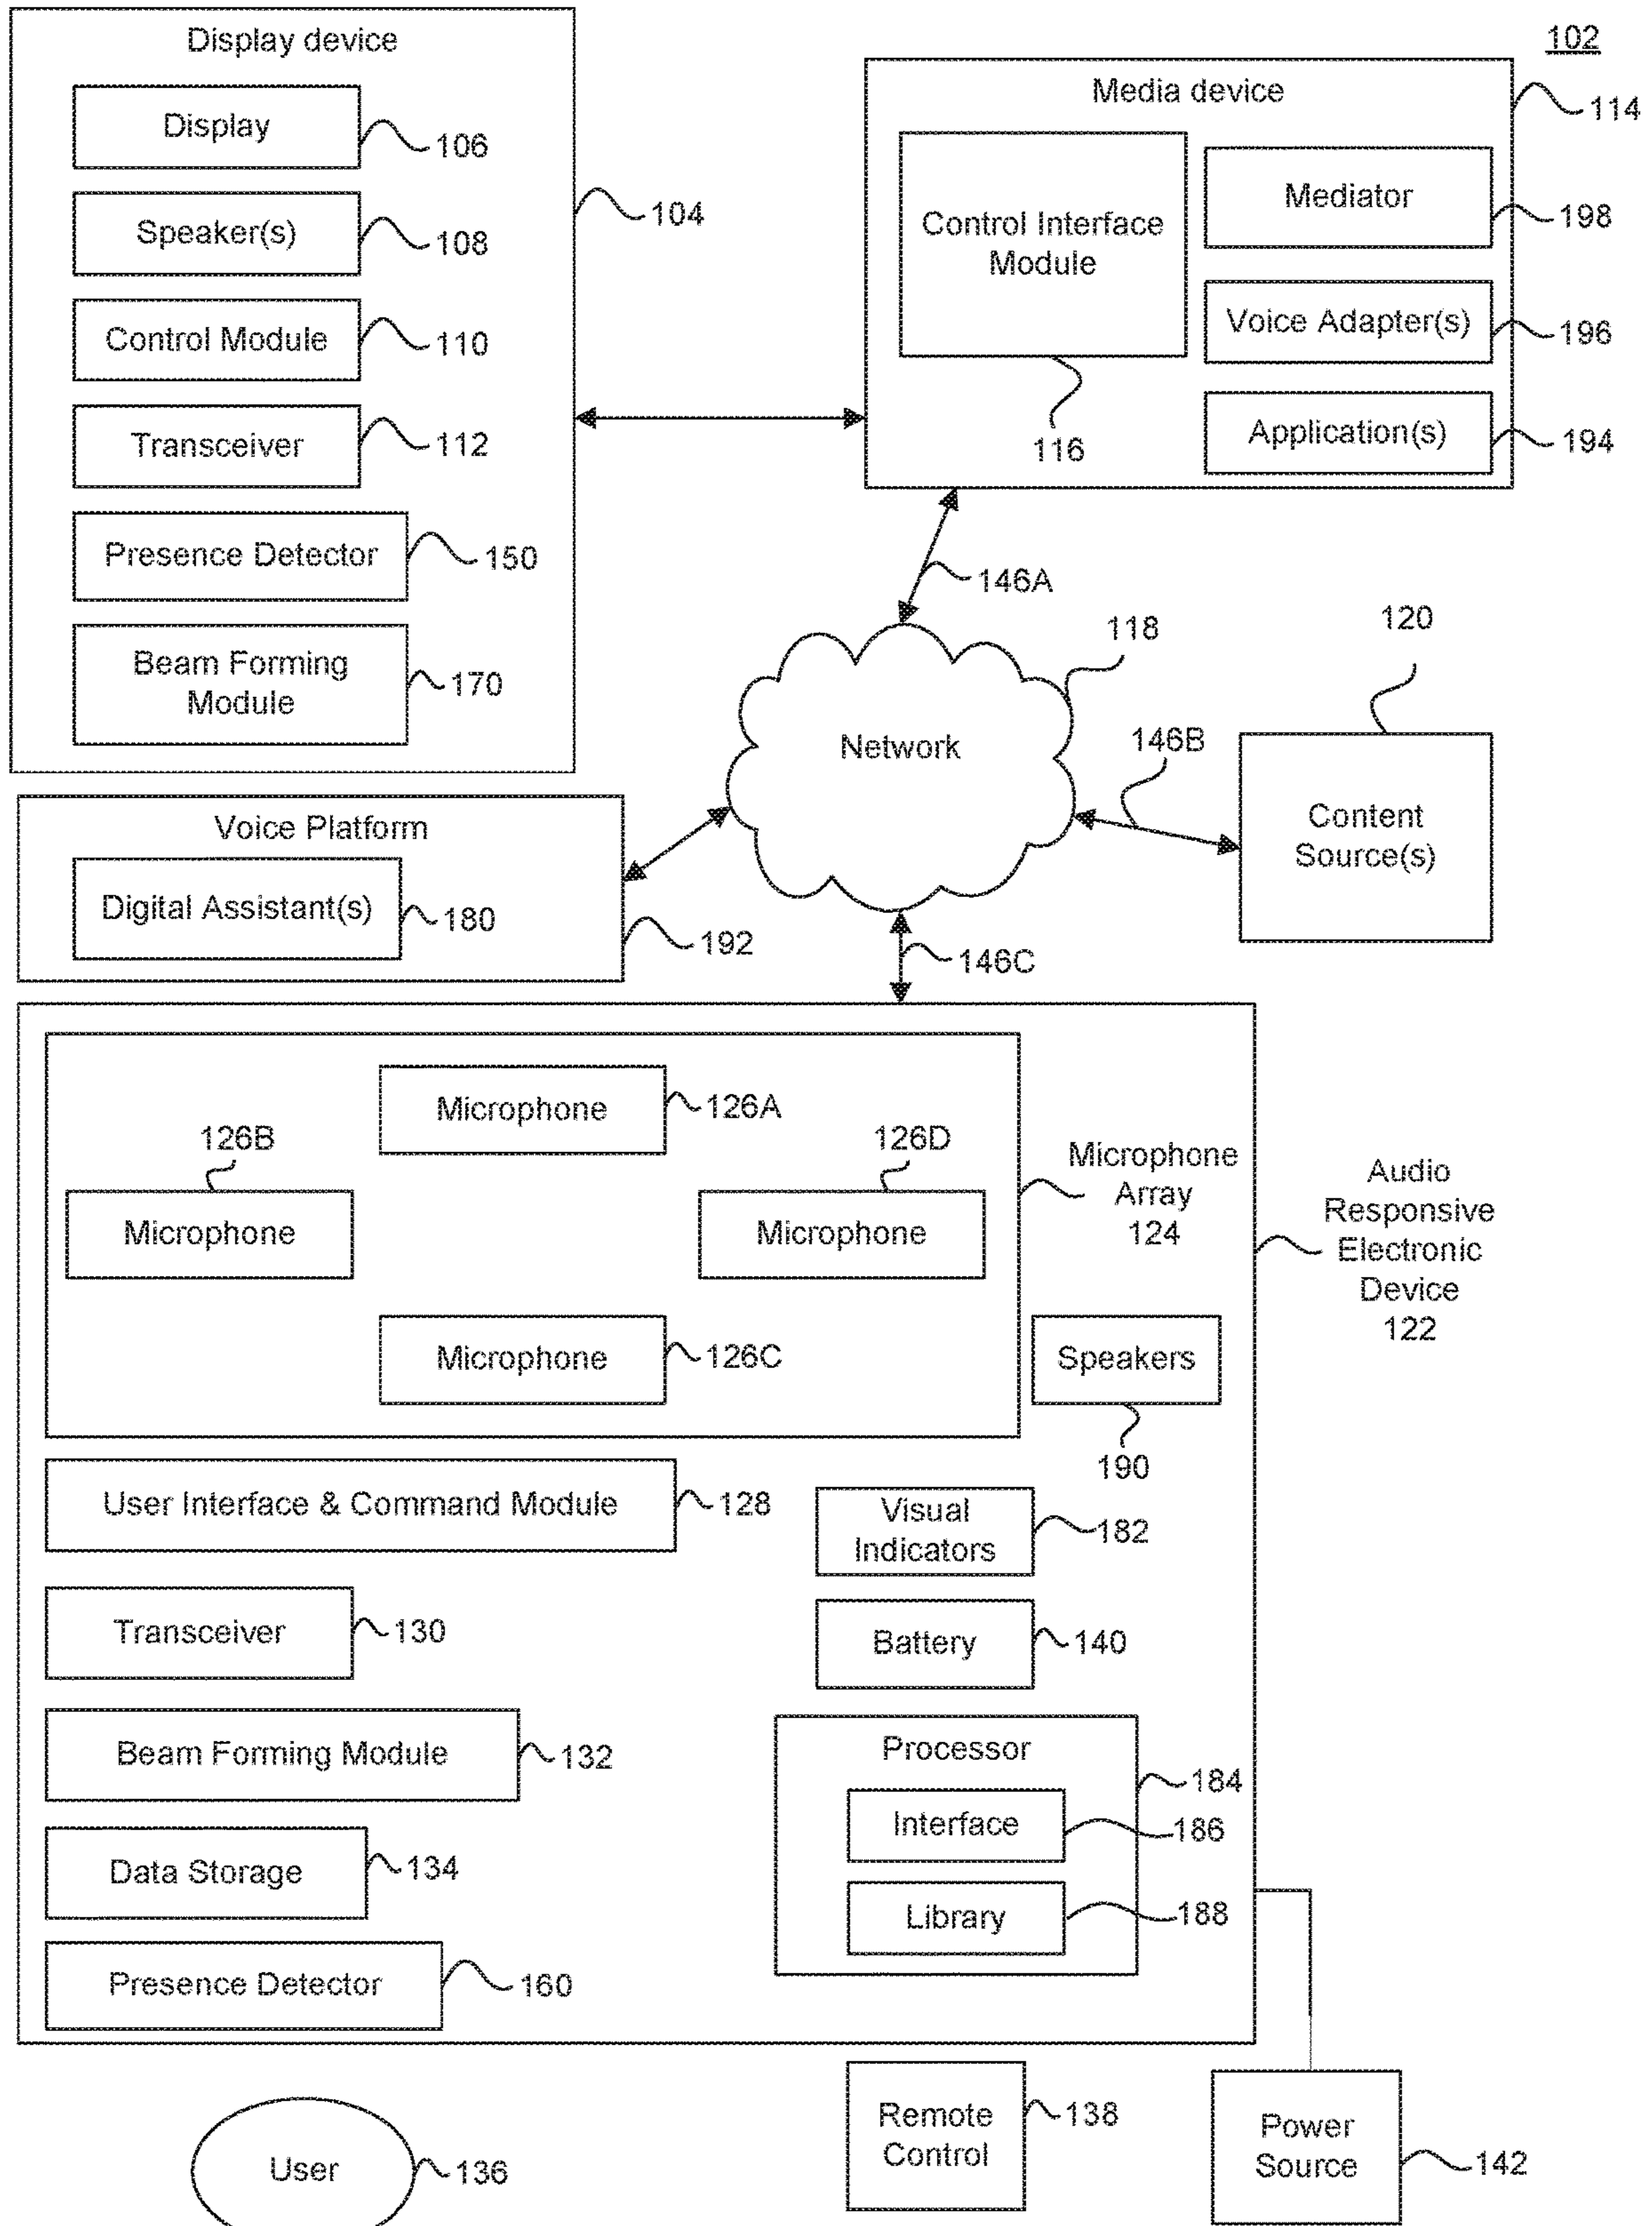 102
Display device
Display
106
Speaker(s)
108
Control Module
110
Transceiver
112
Presence Detector
150
Beam Forming
Module
170
104
Media device
114
Control Interface
Module
116
Mediator
198
Voice Adapter(s)
196
Application(s)
194
146A
118
Network
120
146B
Content
Source(s)
Voice Platform
Digital Assistant(s)
180
192
146C
Microphone
126A
126B
Microphone
126D
Microphone
Microphone
126C
Microphone
Array
124
Audio
Responsive
Electronic
Device
122
Speakers
190
User Interface & Command Module
128
Visual
Indicators
182
Transceiver
130
Battery
140
Beam Forming Module
132
Processor
184
Interface
186
Library
188
Data Storage
134
Presence Detector
160
User
136
Remote
Control
138
Power
Source
142